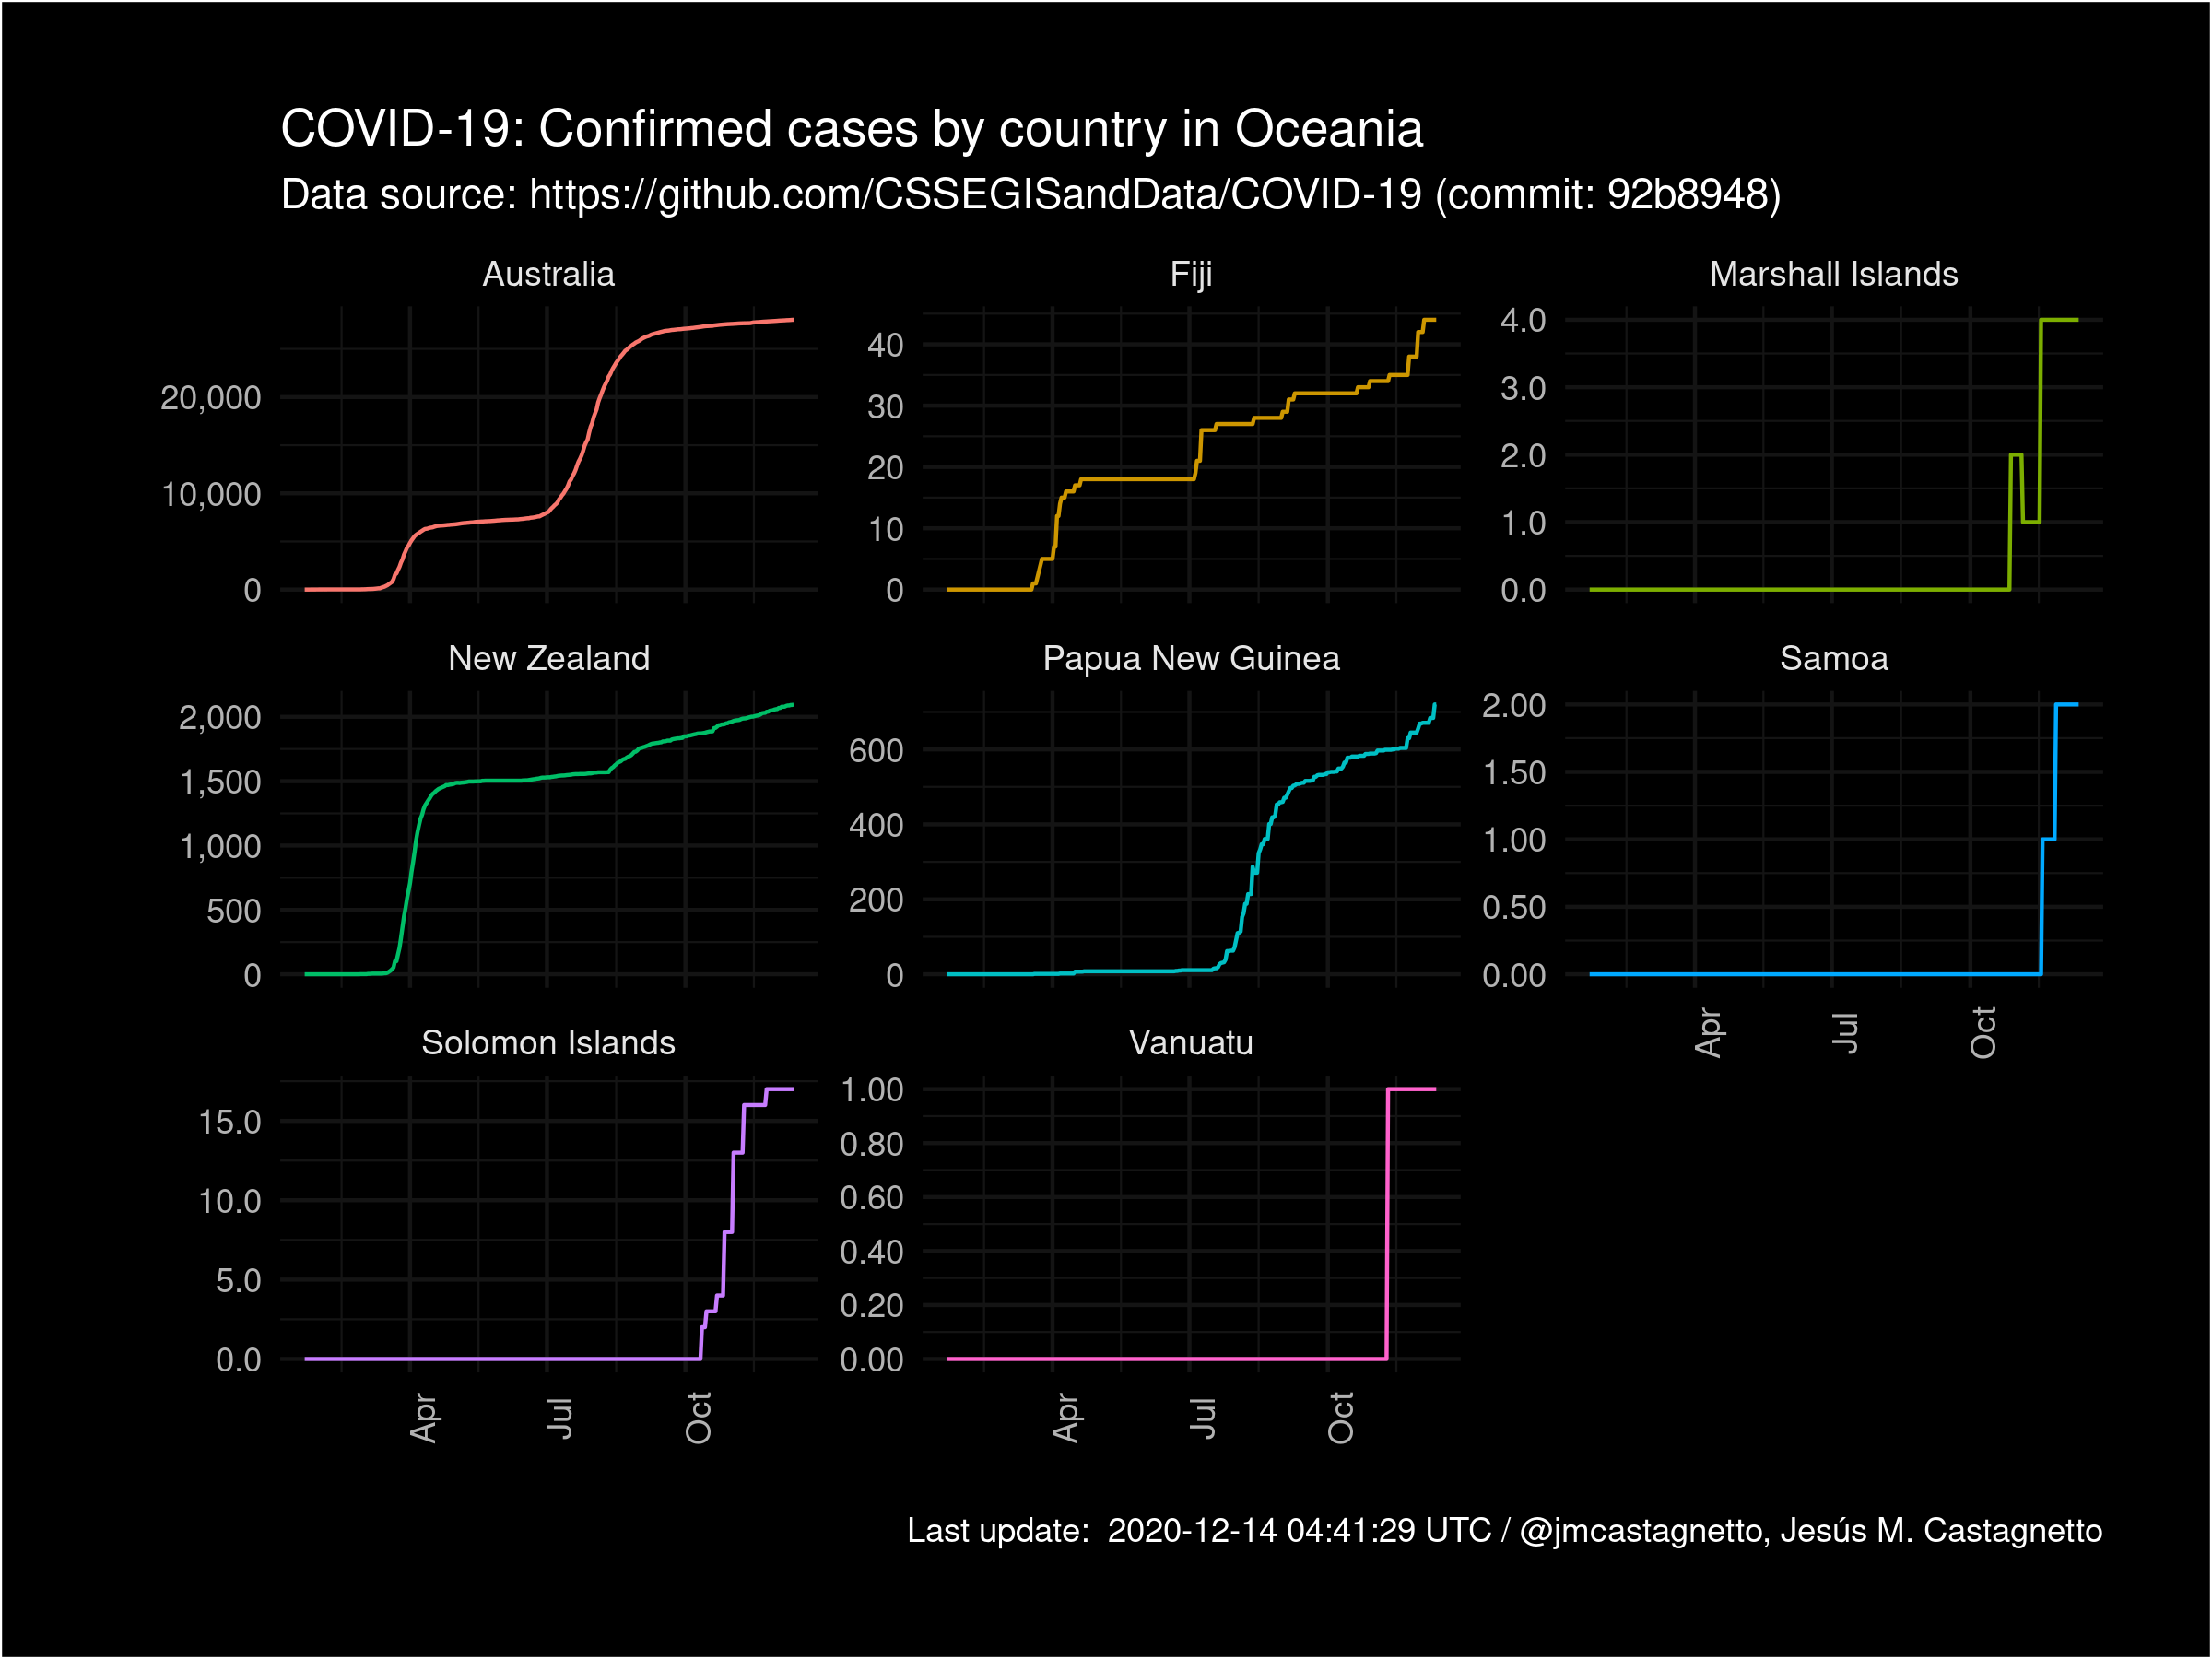 COVID-19: Confirmed cases by country in Oceania
Data source: https://github.com/CSSEGISandData/COVID-19 (commit: 92b8948)
Australia
20,000
10,000
0
Fiji
40
30
20
10
0
Marshall Islands
4.0
3.0
2.0
1.0
0.0
New Zealand
2,000
1,500
1,000
500
0
Papua New Guinea
600
400
200
0
Samoa
2.00
1.50
1.00
0.50
0.00
Apr
Jul
Oct
Solomon Islands
15.0
10.0
5.0
0.0
Apr
Jul
Oct
Vanuatu
1.00
0.80
0.60
0.40
0.20
0.00
Apr
Jul
Oct
Last update:  2020-12-14 04:41:29 UTC / @jmcastagnetto, Jesús M. Castagnetto